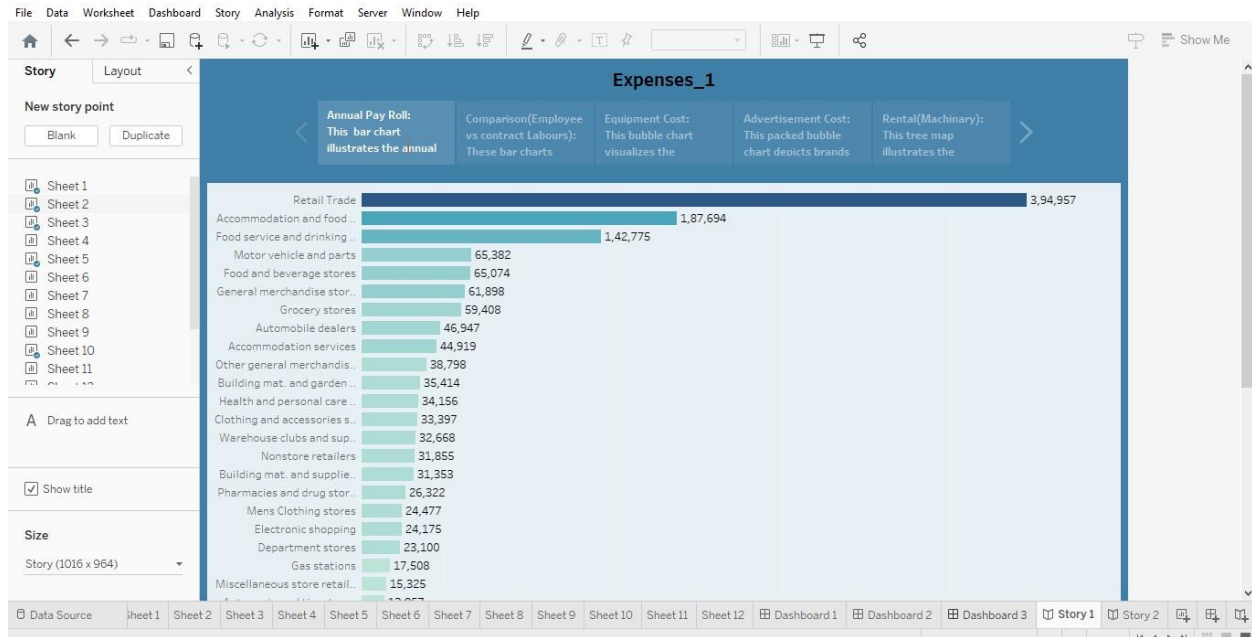 File Data Worksheet Dashboard Story Analysis Format Server Window Help
Show Me
Story Layout
New story point
Blank Duplicate
Sheet 1
Sheet 2
Sheet 3
Sheet 4
Sheet 5
Sheet 6
Sheet 7
Sheet 8
Sheet 9
Sheet 10
Sheet 11
A Drag to add text
Show title
Size
Story (1016 x 964)
Expenses_1
Annual Pay Roll:
This bar chart
illustrates the annual
Comparison(Employee
vs contract Labours):
These bar charts
Equipment Cost:
This bubble chart
visualizes the
Advertisement Cost:
This packed bubble
chart depicts brands
Rental(Machinary):
This tree map
illustrates the
Retail Trade 3,94,957
Accommodation and food .. 1,87,694
Food service and drinking .. 1,42,775
Motor vehicle and parts 65,382
Food and beverage stores 65,074
General merchandise stor.. 61,898
Grocery stores 59,408
Automobile dealers 46,947
Accommodation services 44,919
Other general merchandis.. 38,798
Building mat. and garden .. 35,414
Health and personal care .. 34,156
Clothing and accessories s.. 33,397
Warehouse clubs and sup.. 32,668
Nonstore retailers 31,855
Building mat. and supplie.. 31,353
Pharmacies and drug stor.. 26,322
Mens Clothing stores 24,477
Electronic shopping 24,175
Department stores 23,100
Gas stations 17,508
Miscellaneous store retail.. 15,325
Data Source Sheet 1 Sheet 2 Sheet 3 Sheet 4 Sheet 5 Sheet 6 Sheet 7 Sheet 8 Sheet 9 Sheet 10 Sheet 11 Sheet 12 Dashboard 1 Dashboard 2 Dashboard 3 Story 1 Story 2